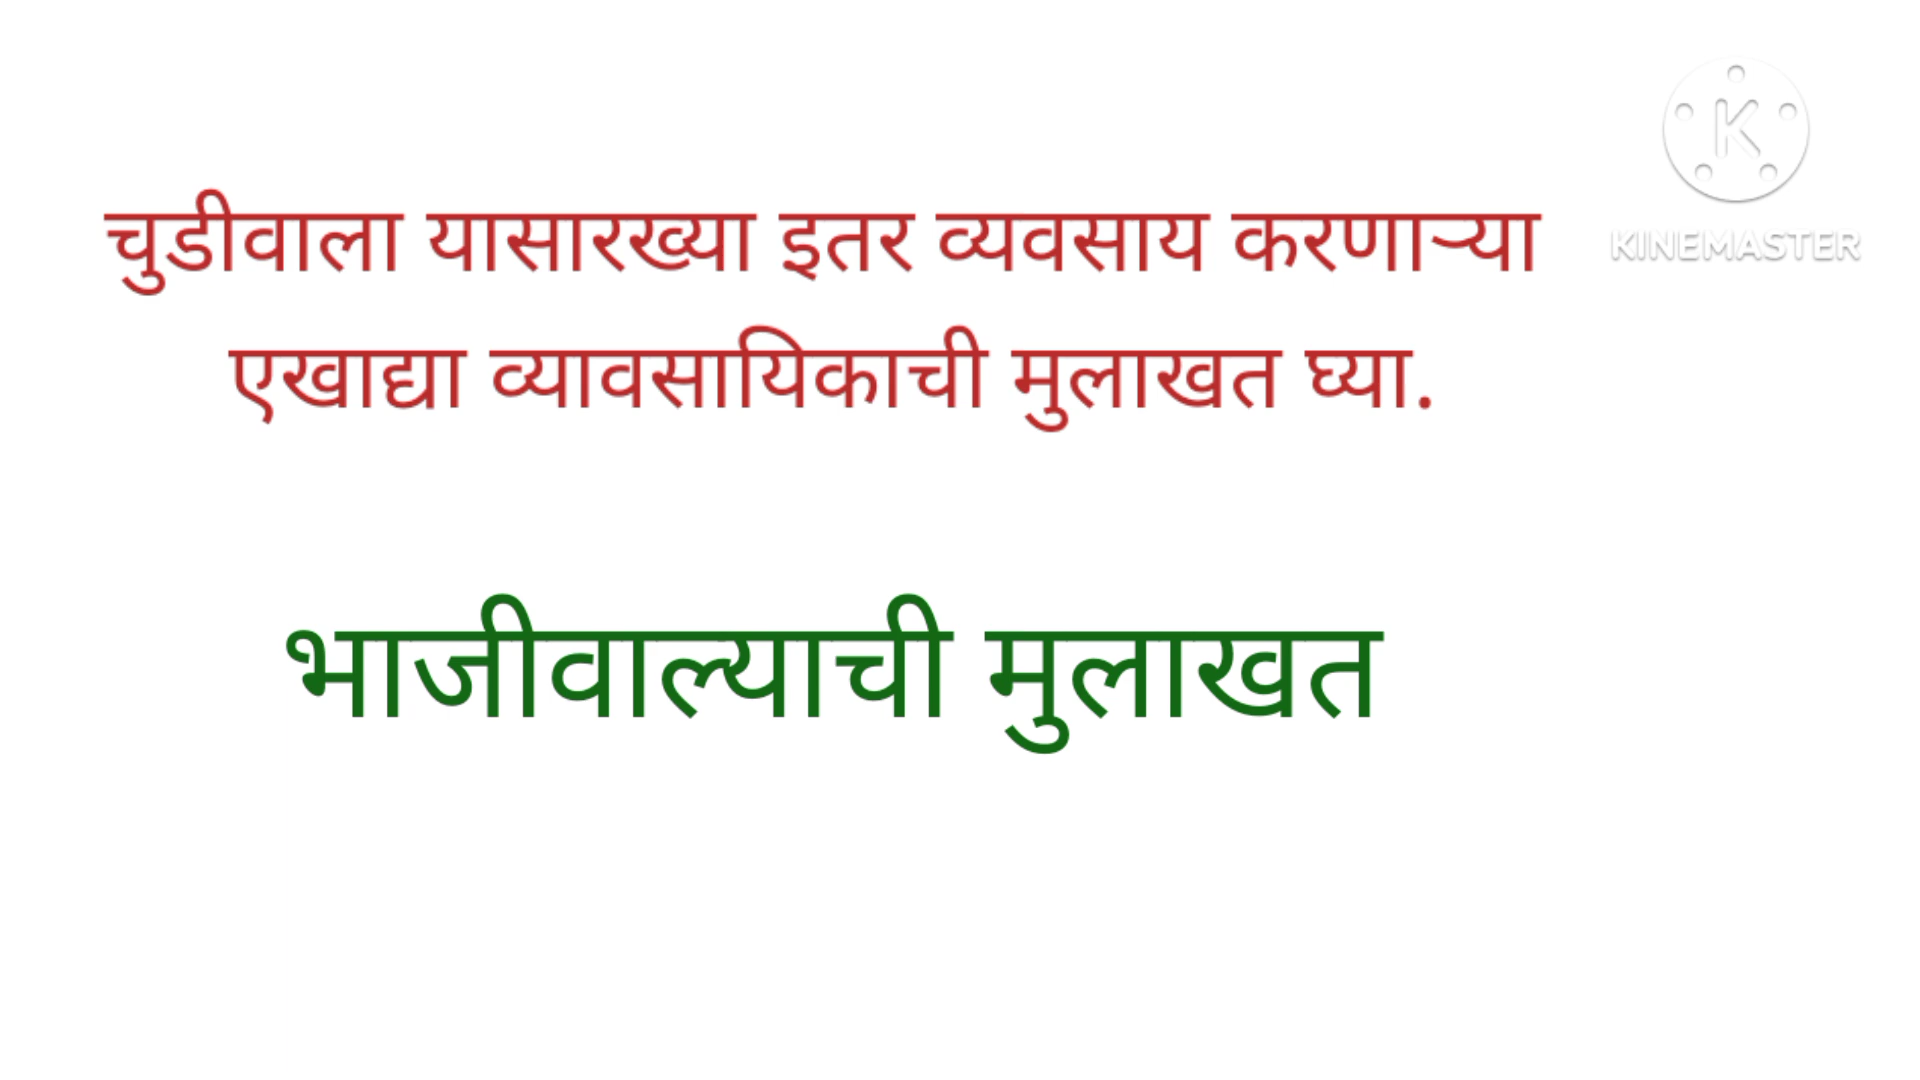 चुडीवाला यासारख्या इतर व्यवसाय करणाऱ्या
एखाद्या व्यावसायिकाची मुलाखत घ्या.
भाजीवाल्याची मुलाखत
K
KINEMASTER